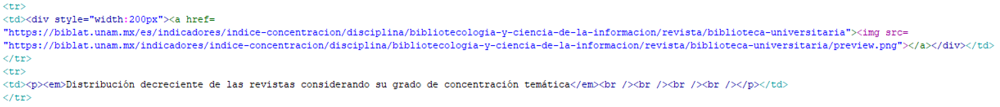 <tr>
<td><div style="width:200px"><a href=
"https://biblat.unam.mx/es/indicadores/indice-concentracion/disciplina/bibliotecologia-y-ciencia-de-la-informacion/revista/biblioteca-universitaria"><img src=
"https://biblat.unam.mx/indicadores/indice-concentracion/disciplina/bibliotecologia-y-ciencia-de-la-informacion/revista/biblioteca-universitaria/preview.png"></a></div></td>
</tr>
<tr>
<td><p><em>Distribución decreciente de las revistas considerando su grado de concentración temática</em><br /><br /><br /><br /></p></td>
</tr>